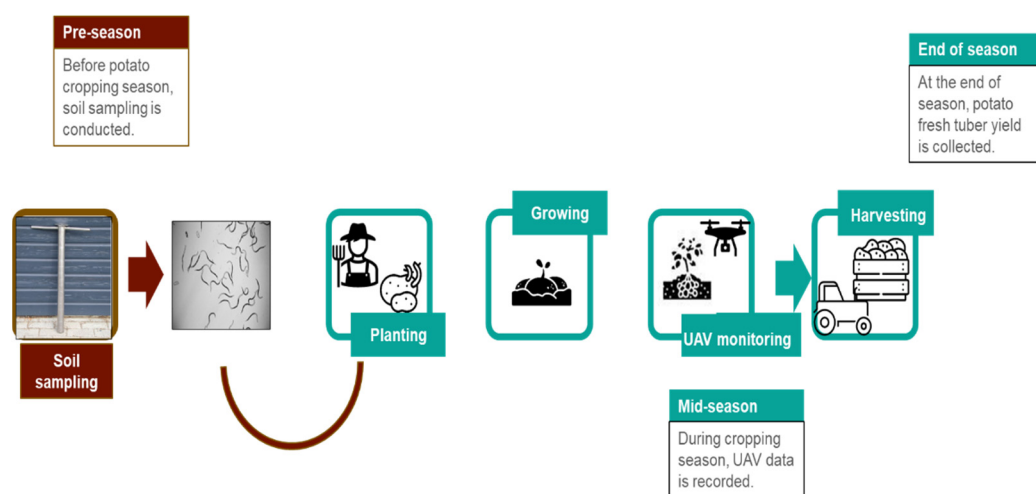 Pre-season
Before potato
cropping season,
soil sampling is
conducted.
End of season
At the end of
season, potato
fresh tuber yield
is collected.
Growing
Harvesting
Planting
UAV monitoring
Soil
sampling
Mid-season
During cropping
season, UAV data
is recorded.